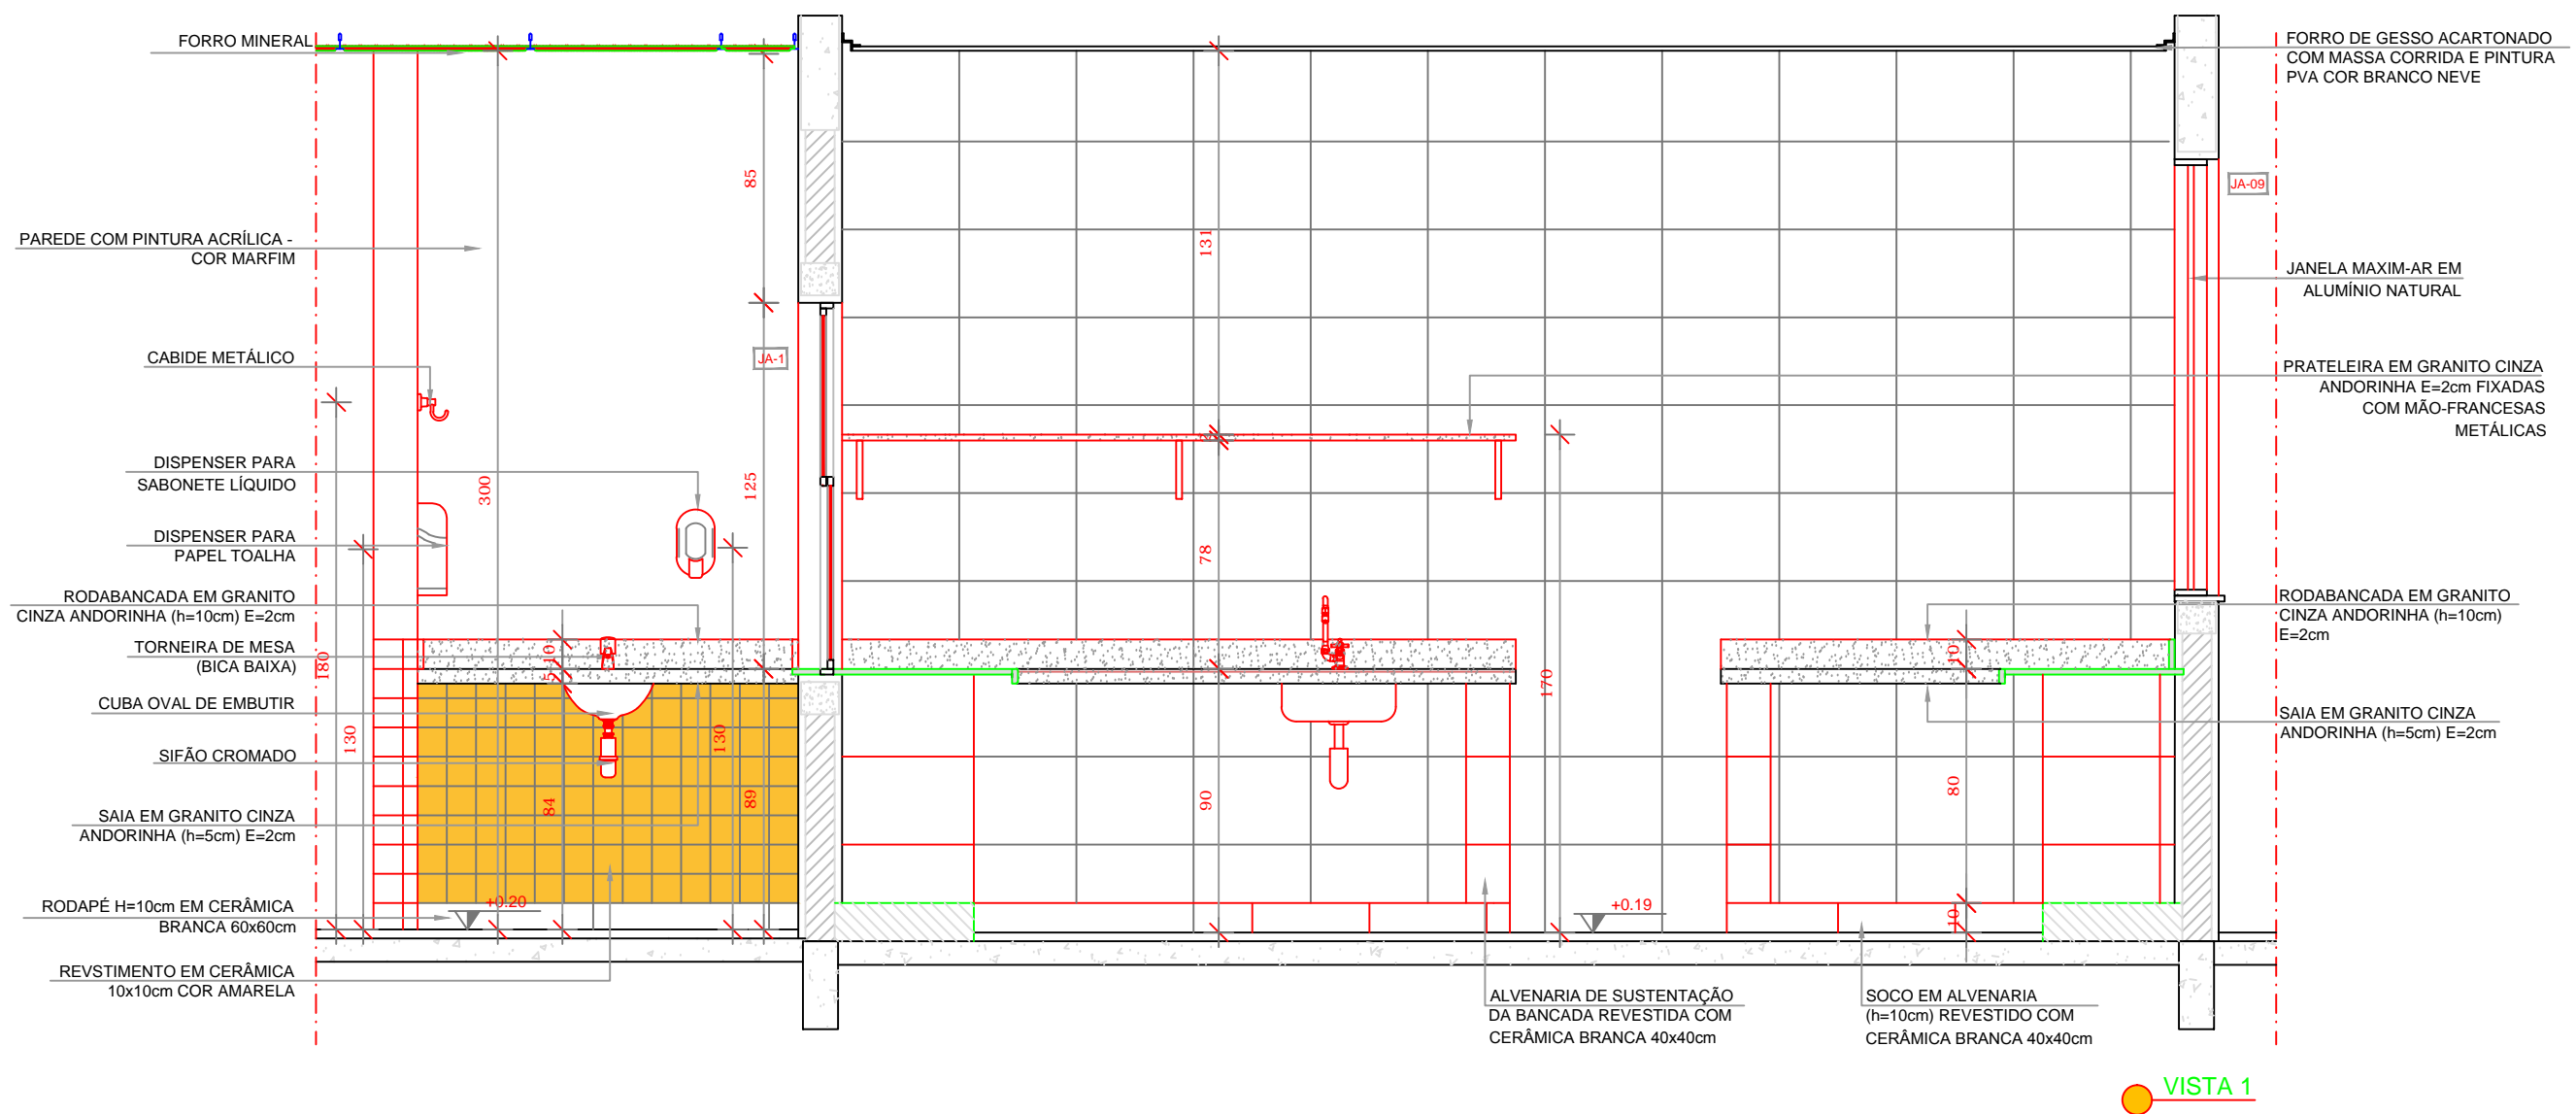 FORRO MINERAL
PAREDE COM PINTURA ACRÍLICA -
COR MARFIM
CABIDE METÁLICO
DISPENSER PARA
SABONETE LÍQUIDO
DISPENSER PARA
PAPEL TOALHA
RODABANCADA EM GRANITO
CINZA ANDORINHA (h=10cm) E=2cm
TORNEIRA DE MESA
(BICA BAIXA)
CUBA OVAL DE EMBUTIR
SIFÃO CROMADO
SAIA EM GRANITO CINZA
ANDORINHA (h=5cm) E=2cm
RODAPÉ H=10cm EM CERÂMICA
BRANCA 60x60cm
REVSTIMENTO EM CERÂMICA
10x10cm COR AMARELA
180
130
300
10
5
84
130
85
125
89
JA-1
+0.20
131
78
90
170
+0.19
10
80
10
JA-09
FORRO DE GESSO ACARTONADO
COM MASSA CORRIDA E PINTURA
PVA COR BRANCO NEVE
JANELA MAXIM-AR EM
ALUMÍNIO NATURAL
PRATELEIRA EM GRANITO CINZA
ANDORINHA E=2cm FIXADAS
COM MÃO-FRANCESAS
METÁLICAS
RODABANCADA EM GRANITO
CINZA ANDORINHA (h=10cm)
E=2cm
SAIA EM GRANITO CINZA
ANDORINHA (h=5cm) E=2cm
ALVENARIA DE SUSTENTAÇÃO
DA BANCADA REVESTIDA COM
CERÂMICA BRANCA 40x40cm
SOCO EM ALVENARIA
(h=10cm) REVESTIDO COM
CERÂMICA BRANCA 40x40cm
VISTA 1